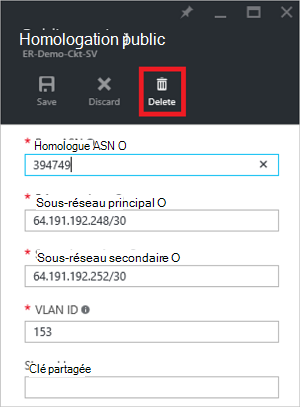 Homologation public
ER-Demo-Ckt-SV
Save Discard Delete
* Homologue ASN O
394749
* Sous-réseau principal O
64.191.192.248/30
* Sous-réseau secondaire O
64.191.192.252/30
* VLAN ID
153
Clé partagée